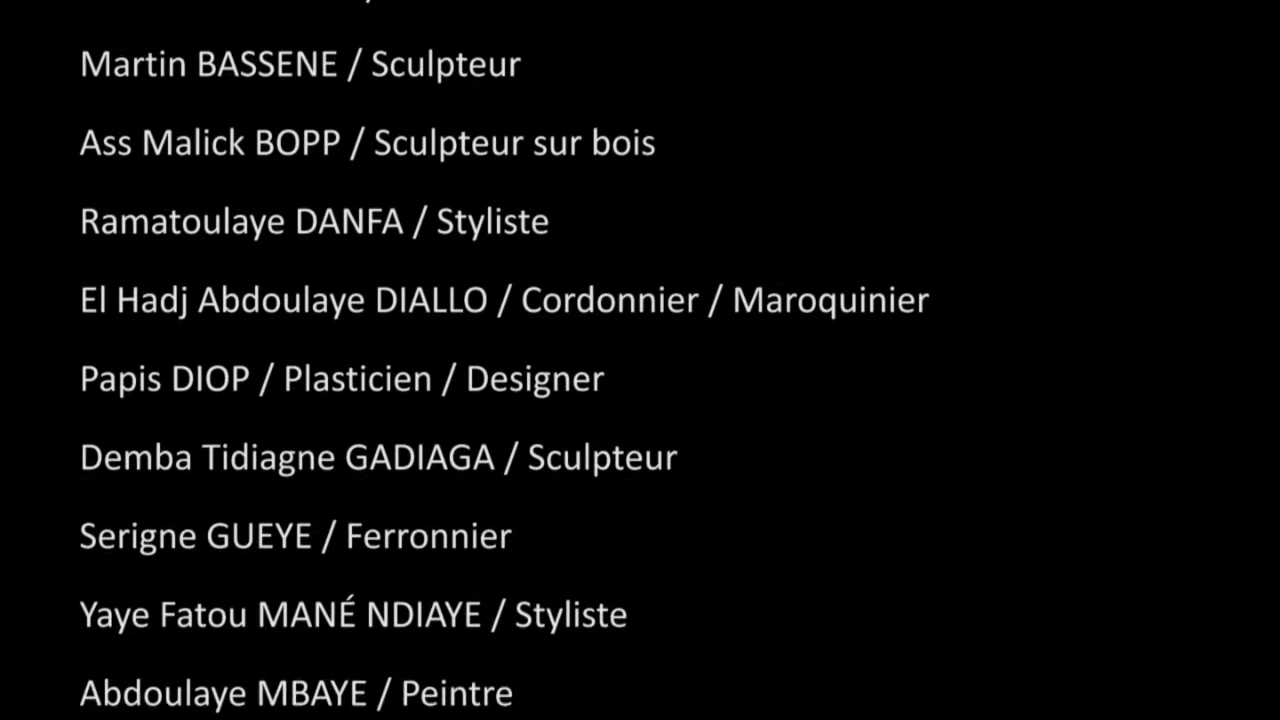 Martin BASSENE / Sculpteur
Ass Malick BOPP / Sculpteur sur bois
Ramatoulaye DANFA / Styliste
El Hadj Abdoulaye DIALLO / Cordonnier / Maroquinier
Papis DIOP / Plasticien / Designer
Demba Tidiagne GADIAGA / Sculpteur
Serigne GUEYE / Ferronnier
Yaye Fatou MANÉ NDIAYE / Styliste
Abdoulaye MBAYE / Peintre